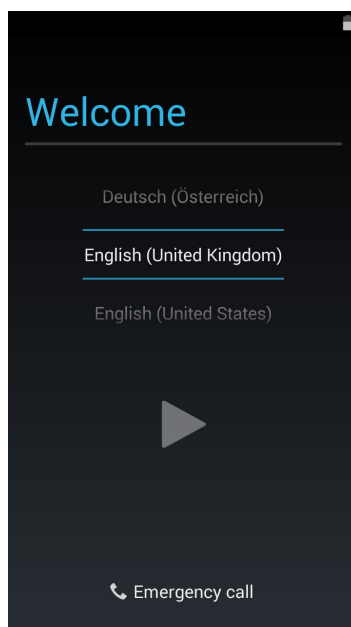 Welcome
Deutsch (Österreich)
English (United Kingdom)
English (United States)
Emergency call